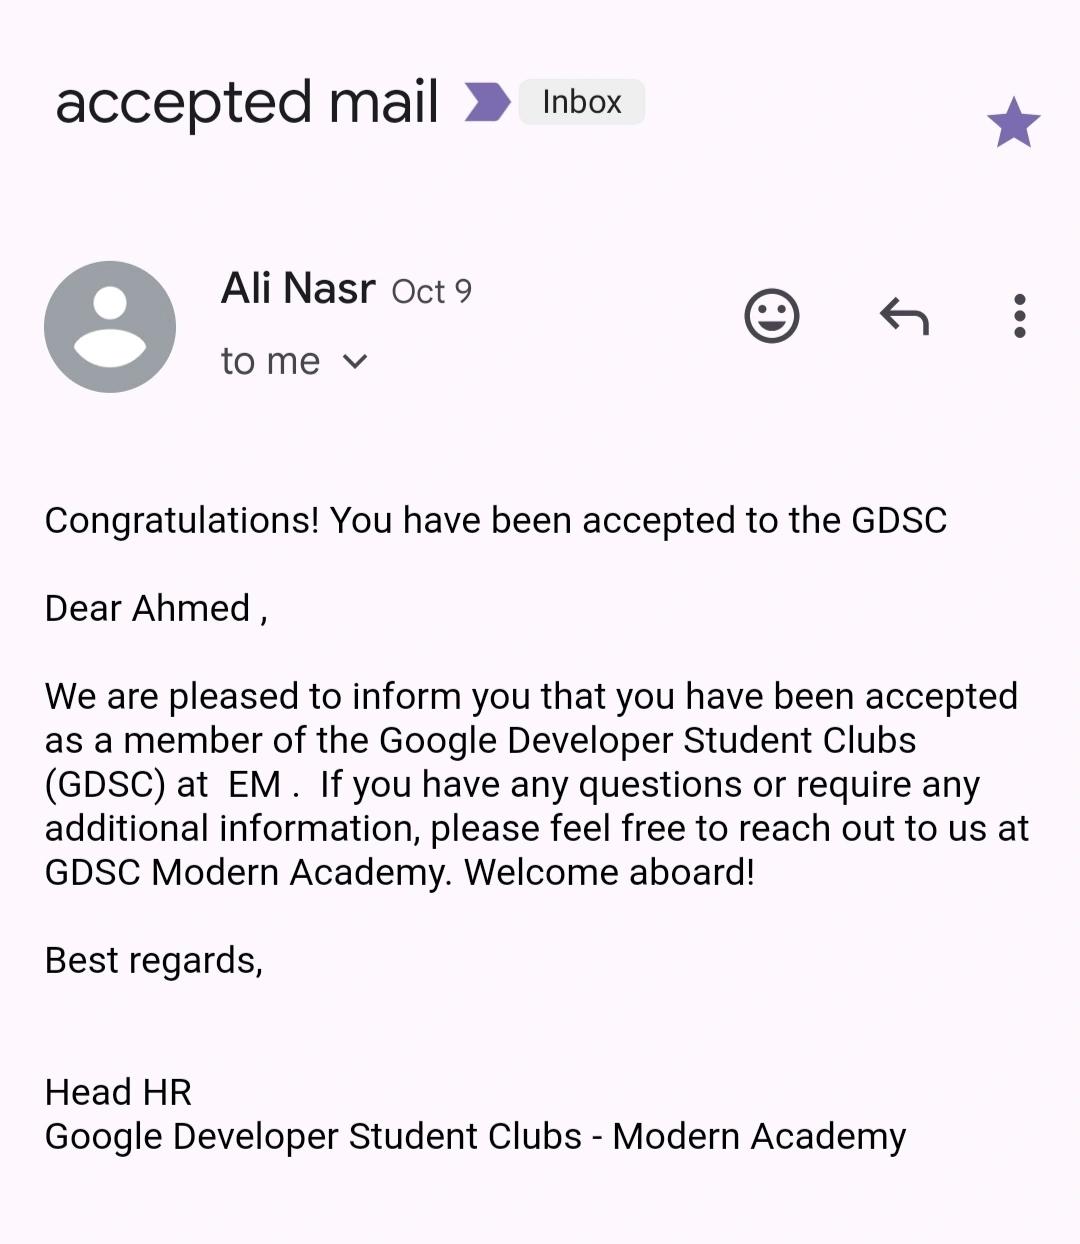 accepted mail Inbox
Ali Nasr Oct 9
to me
Congratulations! You have been accepted to the GDSC
Dear Ahmed ,
We are pleased to inform you that you have been accepted
as a member of the Google Developer Student Clubs
(GDSC) at  EM .  If you have any questions or require any
additional information, please feel free to reach out to us at
GDSC Modern Academy. Welcome aboard!
Best regards,
Head HR
Google Developer Student Clubs - Modern Academy